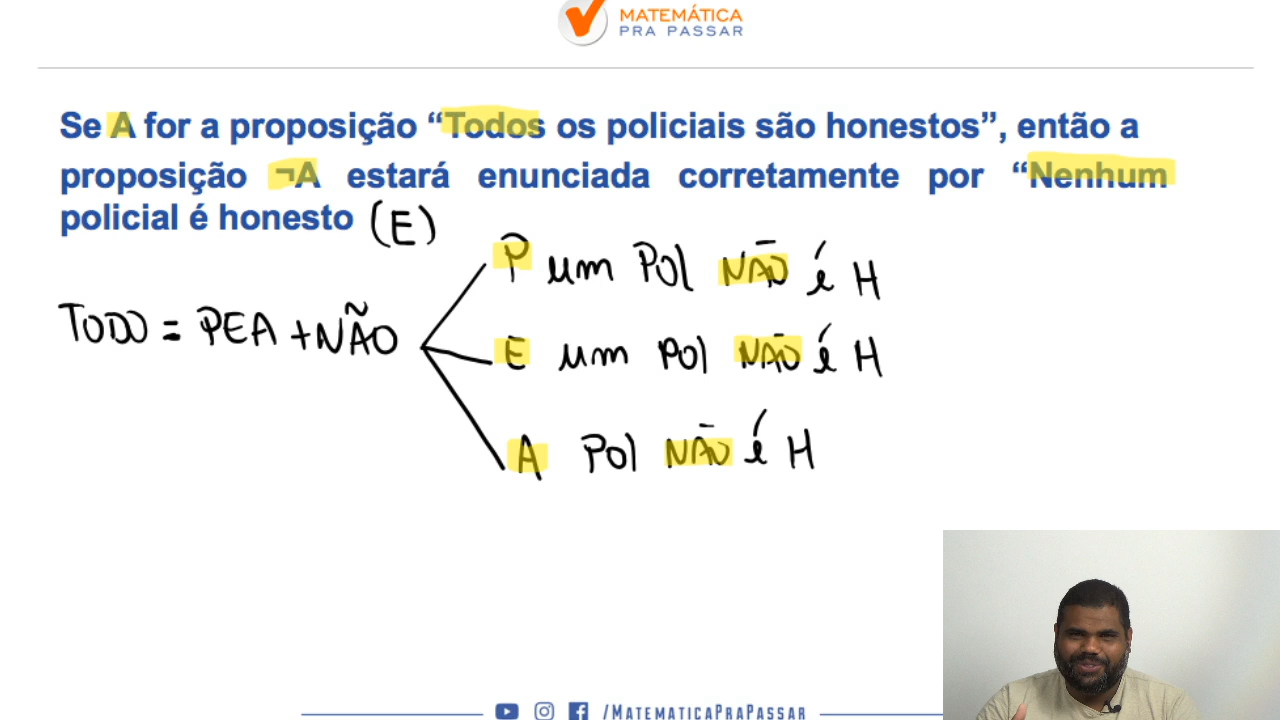 MATEMÁTICA
PRA PASSAR
Se A for a proposição “Todos os policiais são honestos”, então a
proposição ¬A estará enunciada corretamente por “Nenhum
policial é honesto (E)
P um Pol NÃO é H
TODO = PEA + NÃO
E um Pol NÃO é H
A Pol NÃO é H
/MatematicaPraPassar